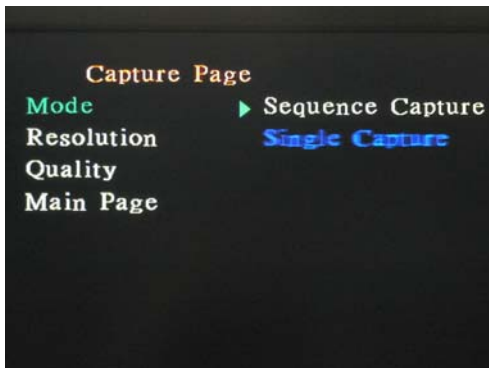 Capture Page
Mode Sequence Capture
Resolution Single Capture
Quality
Main Page